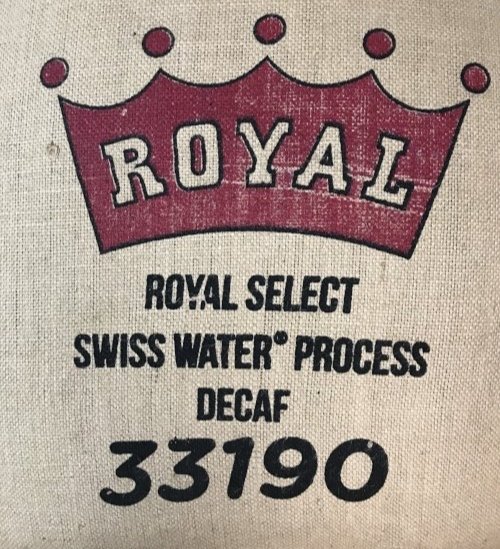 ROYAL
ROYAL SELECT
SWISS WATER® PROCESS
DECAF
33190